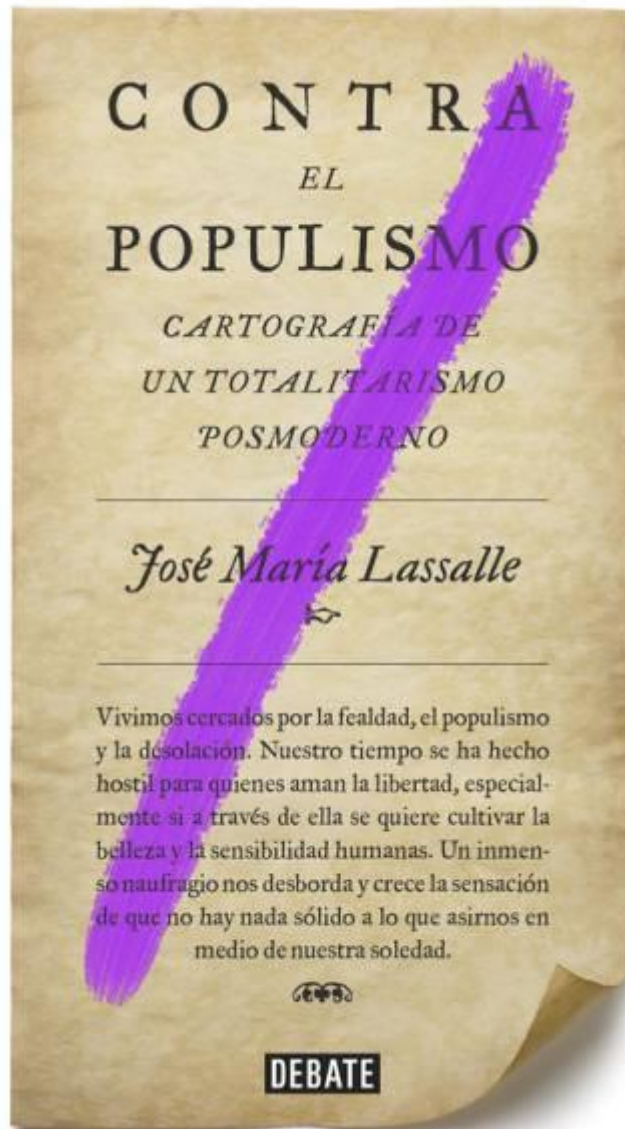 CONTRA
EL
POPULISMO
CARTOGRAFÍA DE
UN TOTALITARISMO
POSMODERNO
José María Lassalle
Vivimos cercados por la fealdad, el populismo
y la desolación. Nuestro tiempo se ha hecho
hostil para quienes aman la libertad, especial-
mente si a través de ella se quiere cultivar la
belleza y la sensibilidad humanas. Un inmen-
so naufragio nos desborda y crece la sensación
de que no hay nada sólido a lo que asirnos en
medio de nuestra soledad.
DEBATE